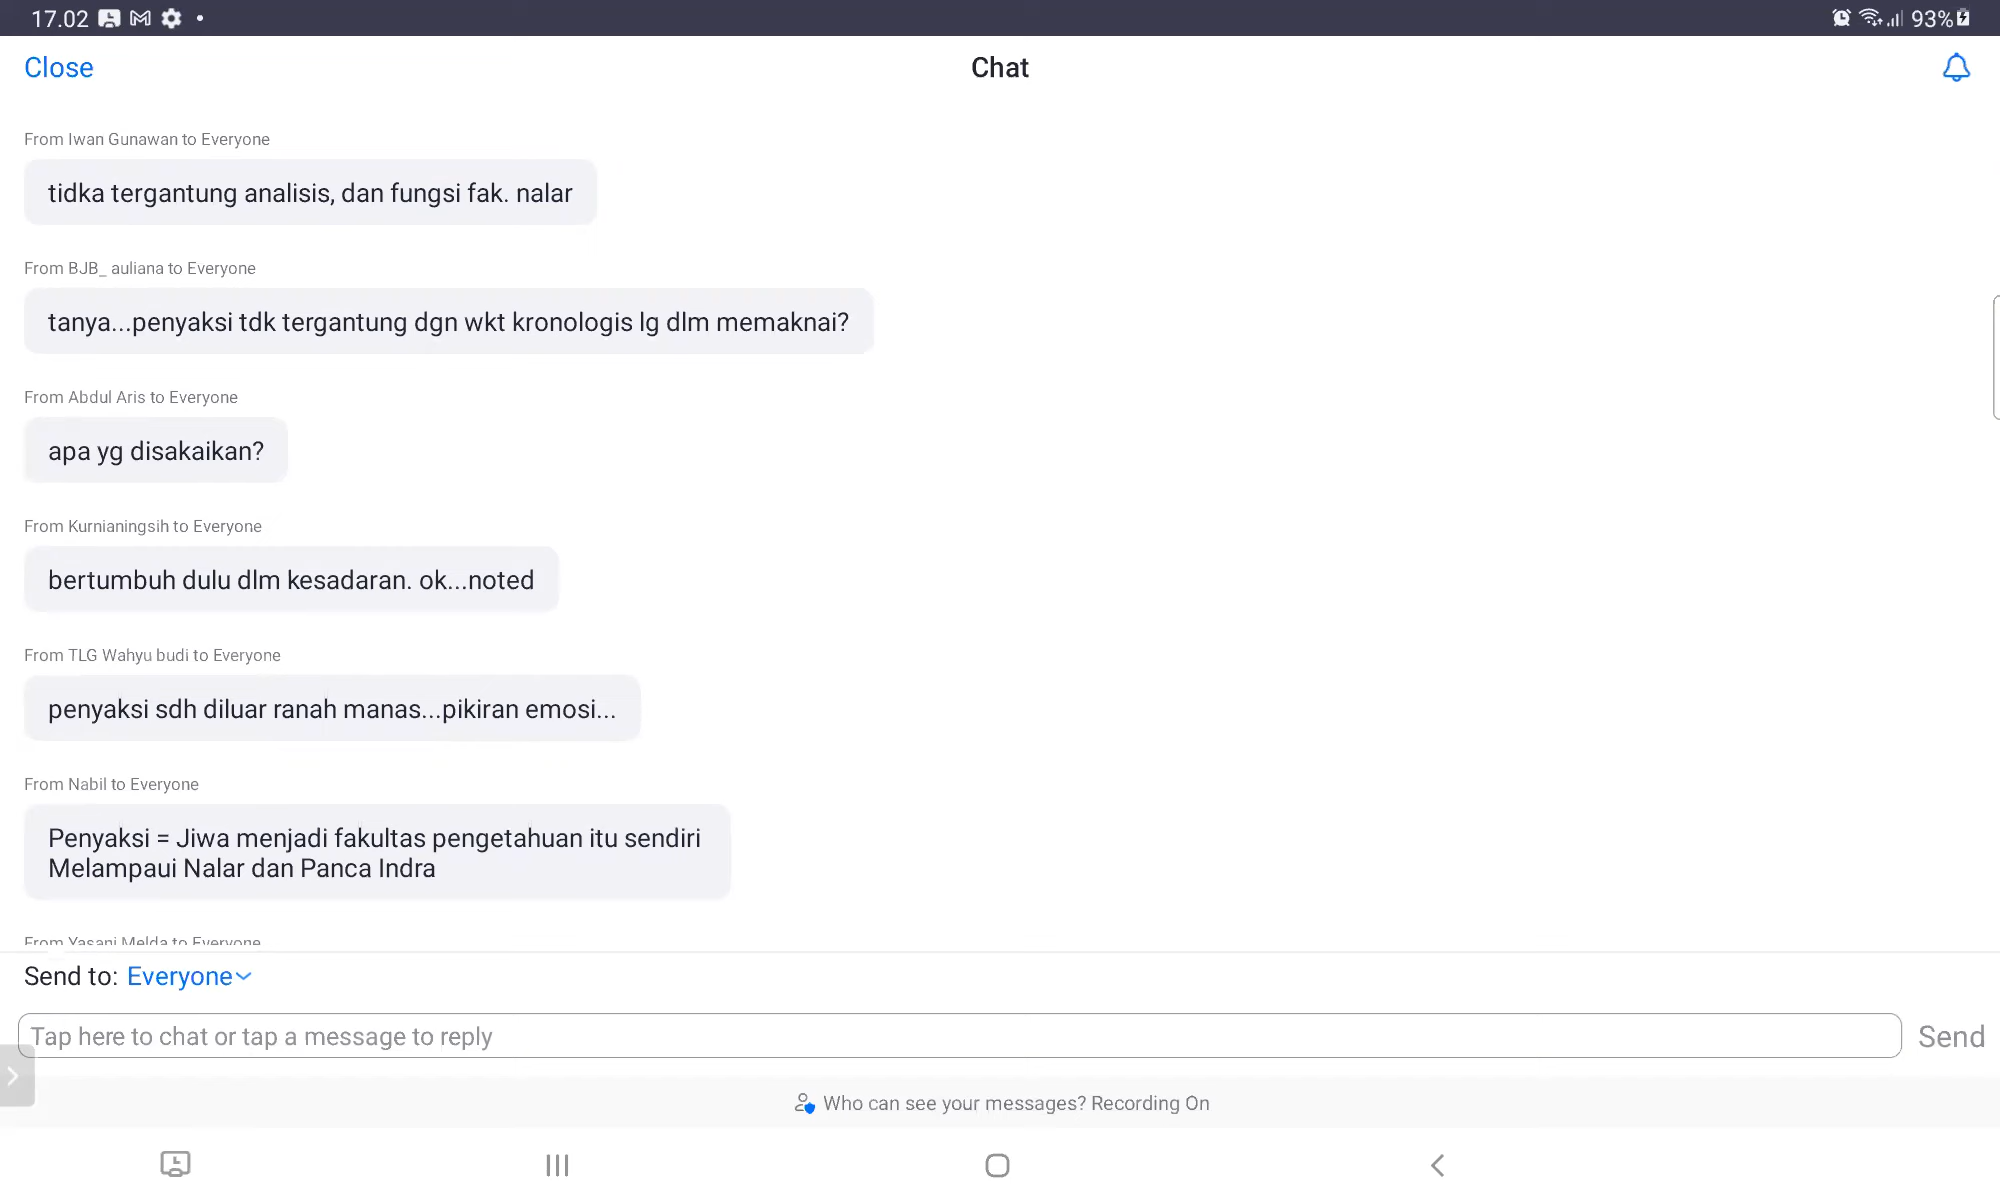 17.02
93%
Close
Chat
From Iwan Gunawan to Everyone
tidka tergantung analisis, dan fungsi fak. nalar
From BJB_ auliana to Everyone
tanya...penyaksi tdk tergantung dgn wkt kronologis lg dlm memaknai?
From Abdul Aris to Everyone
apa yg disakaikan?
From Kurnianingsih to Everyone
bertumbuh dulu dlm kesadaran. ok...noted
From TLG Wahyu budi to Everyone
penyaksi sdh diluar ranah manas...pikiran emosi...
From Nabil to Everyone
Penyaksi = Jiwa menjadi fakultas pengetahuan itu sendiri
Melampaui Nalar dan Panca Indra
From Yasani Melda to Everyone
Send to: Everyone
Tap here to chat or tap a message to reply
Send
Who can see your messages? Recording On